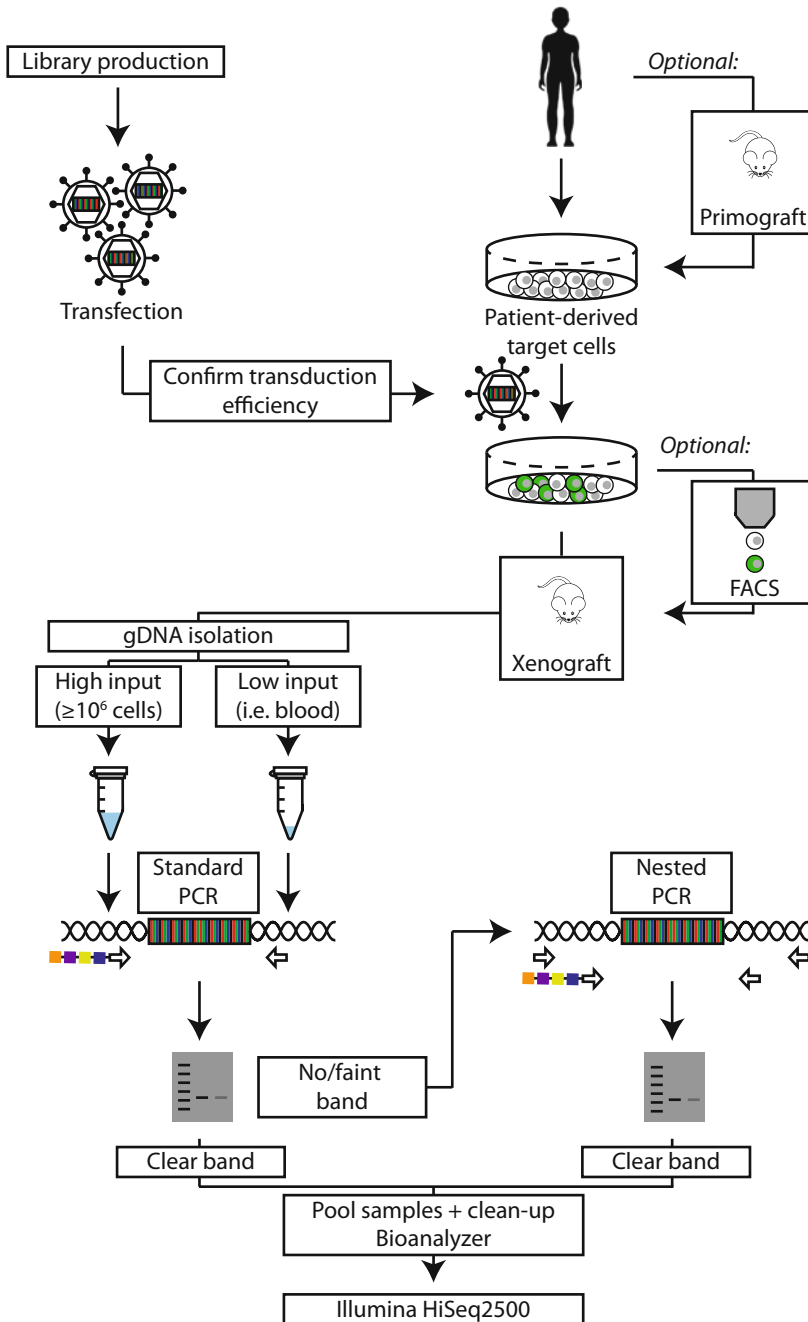 Library production
Optional:
Primograft
Transfection
Patient-derived
target cells
Confirm transduction
efficiency
Optional:
FACS
Xenograft
gDNA isolation
High input
(≥10⁶ cells)
Low input
(i.e. blood)
Standard
PCR
Nested
PCR
No/faint
band
Clear band
Clear band
Pool samples + clean-up
Bioanalyzer
Illumina HiSeq2500